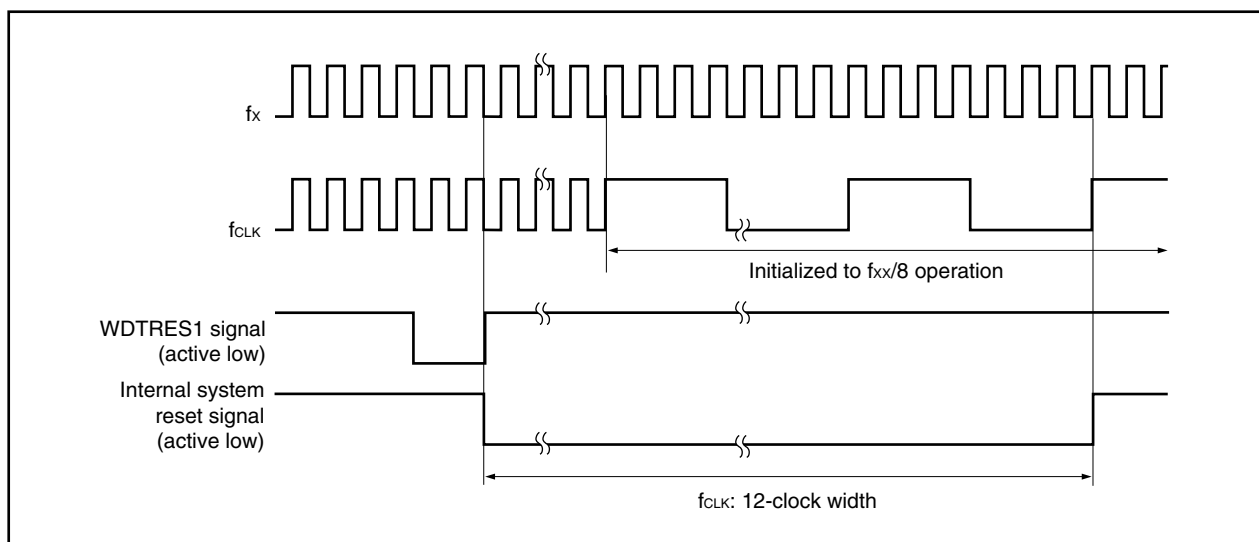 fX
fCLK
Initialized to fXX/8 operation
WDTRES1 signal
(active low)
Internal system
reset signal
(active low)
fCLK: 12-clock width